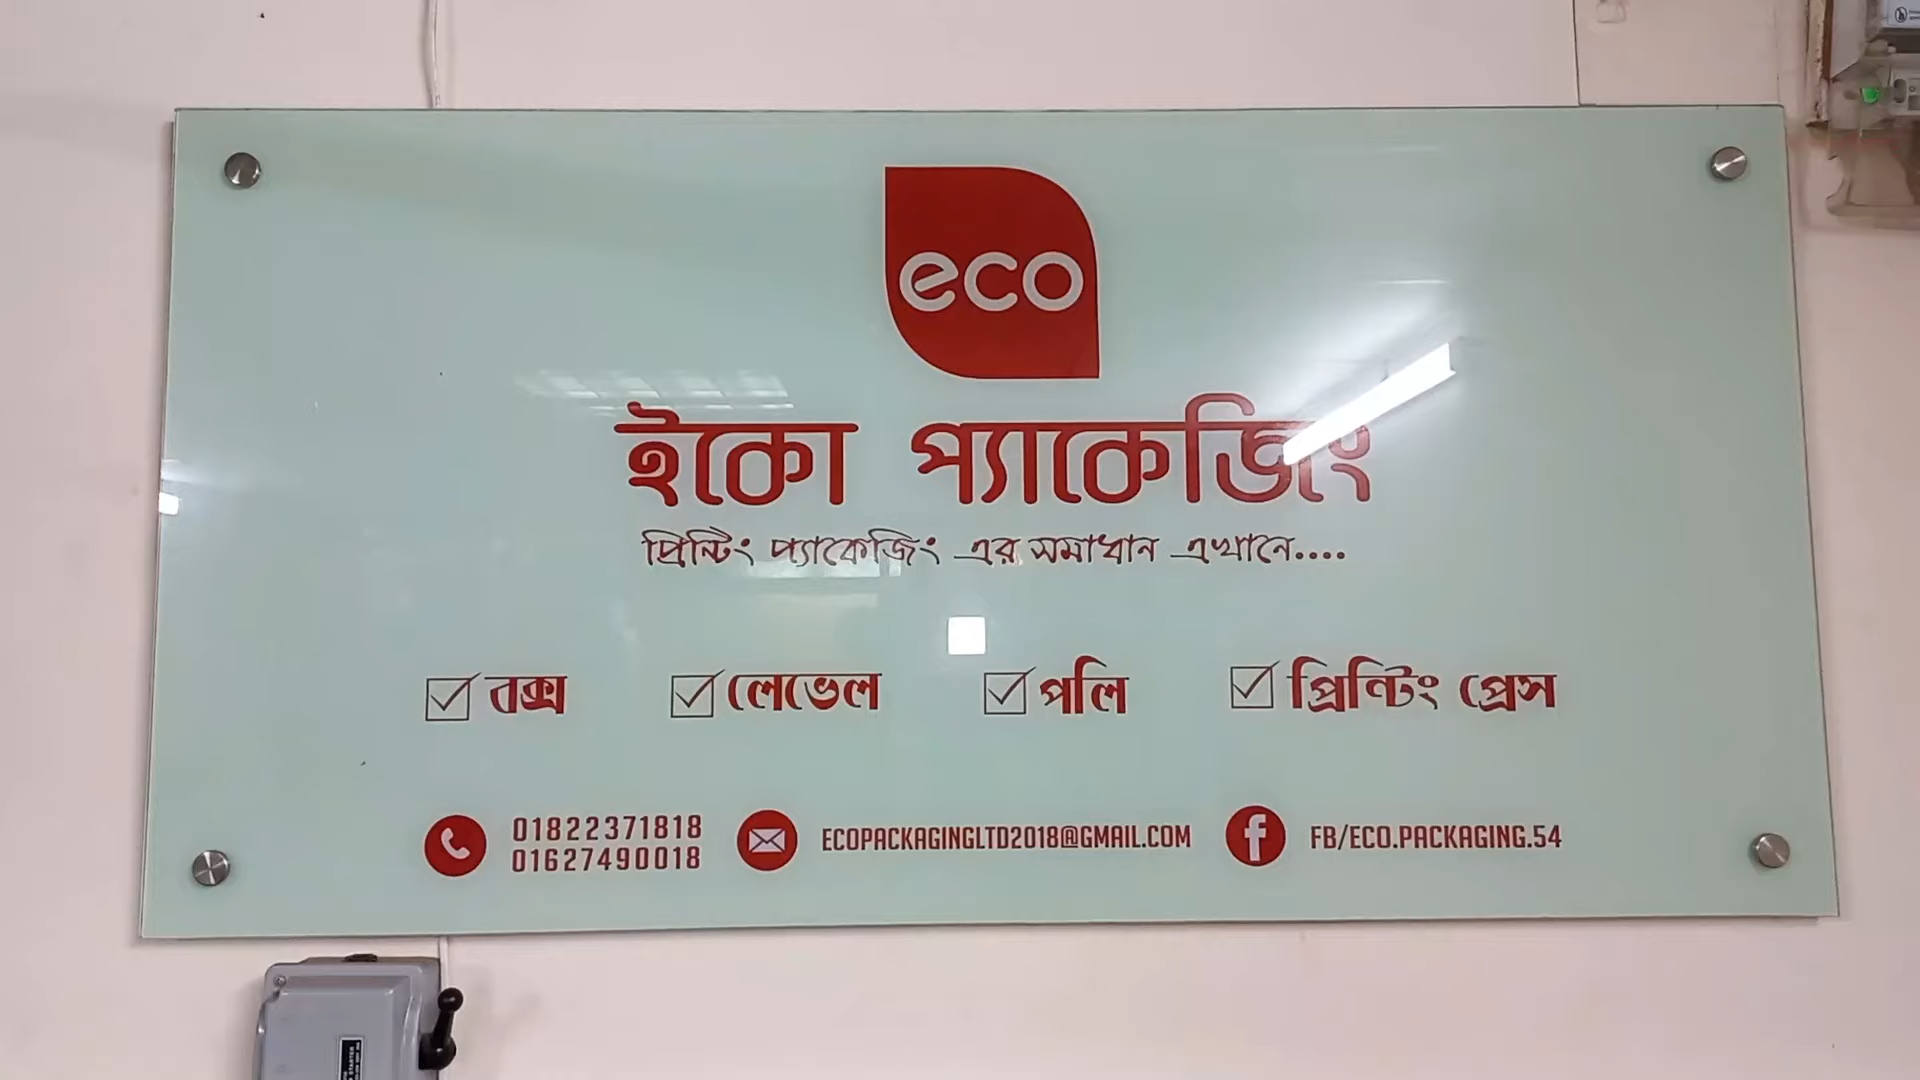 eco
ইকো প্যাকেজিং
প্রিন্টিং প্যাকেজিং এর সমাধান এখানে....
বক্স লেভেল পলি প্রিন্টিং প্রেস
01822371818
01627490018
ECOPACKAGINGLTD2018@GMAIL.COM
FB/ECO.PACKAGING.54